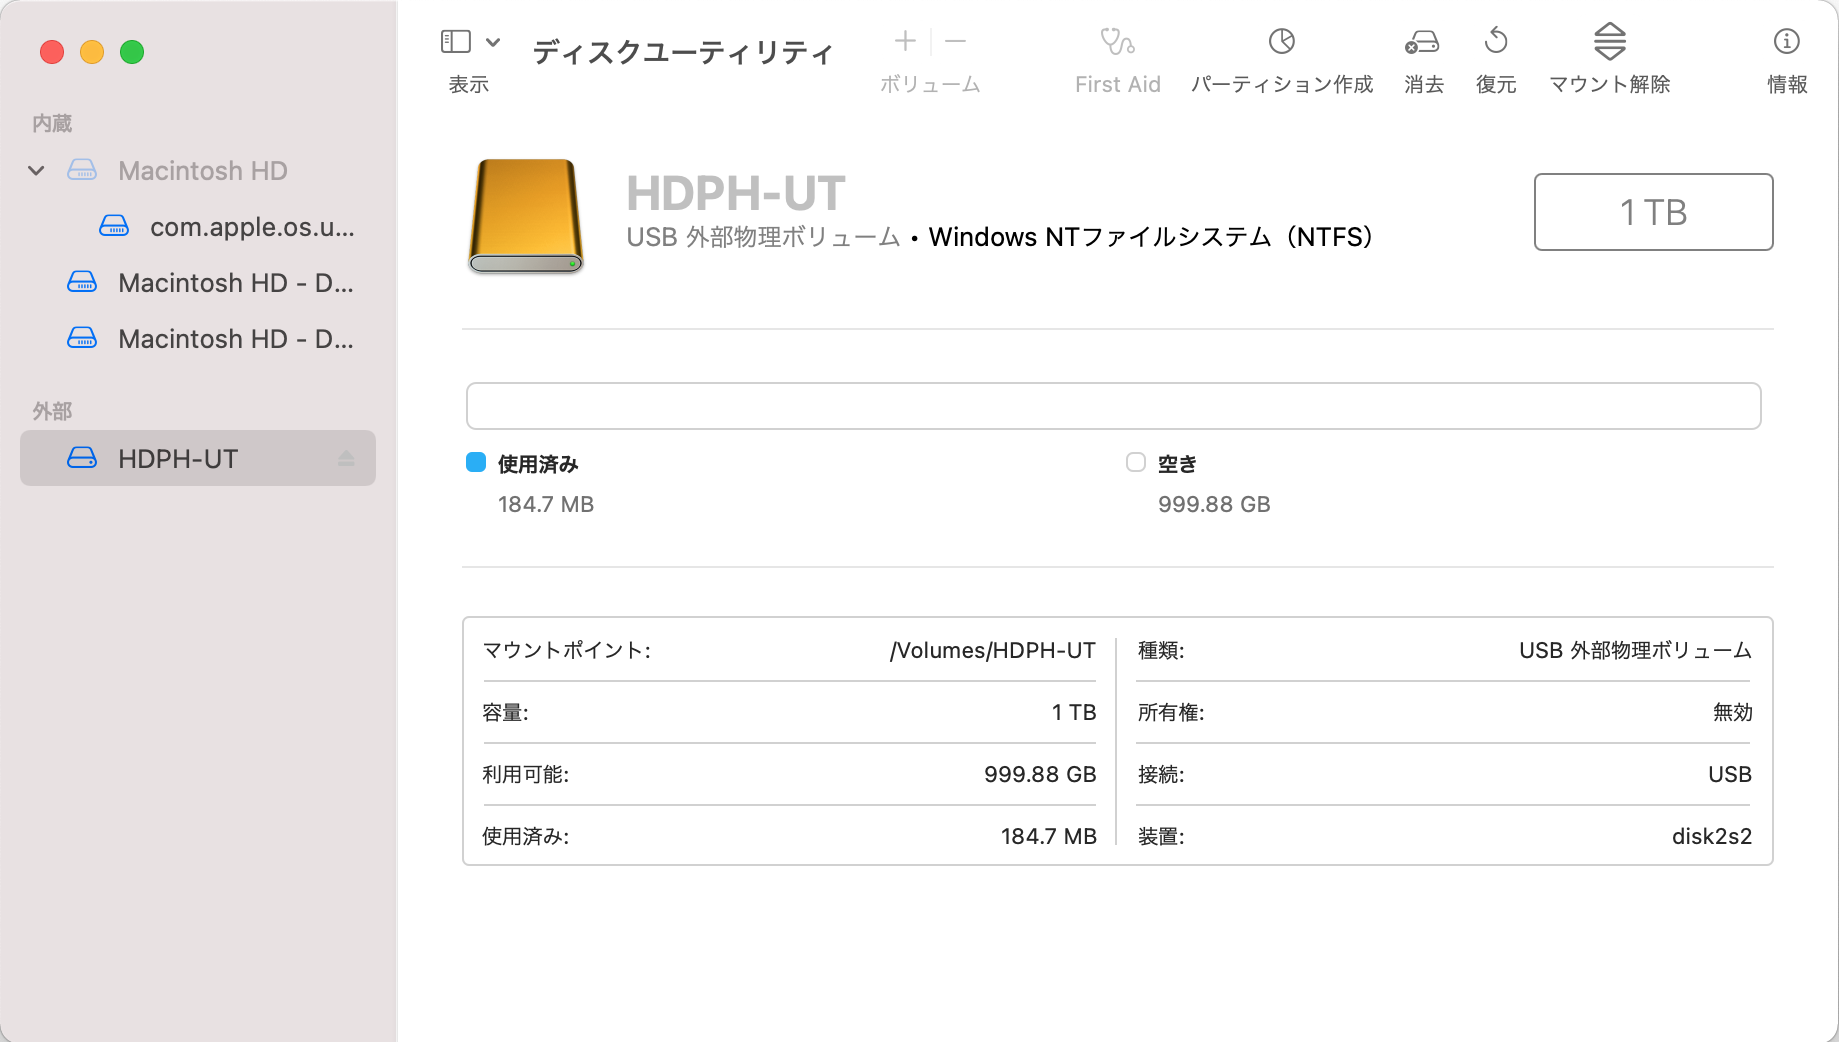 表示
ディスクユーティリティ
ボリューム
First Aid
パーティション作成
消去
復元
マウント解除
情報
内蔵
Macintosh HD
com.apple.os.u...
Macintosh HD - D...
Macintosh HD - D...
外部
HDPH-UT
HDPH-UT
USB 外部物理ボリューム • Windows NTファイルシステム（NTFS）
1 TB
使用済み
184.7 MB
空き
999.88 GB
マウントポイント: /Volumes/HDPH-UT
容量: 1 TB
利用可能: 999.88 GB
使用済み: 184.7 MB
種類: USB 外部物理ボリューム
所有権: 無効
接続: USB
装置: disk2s2